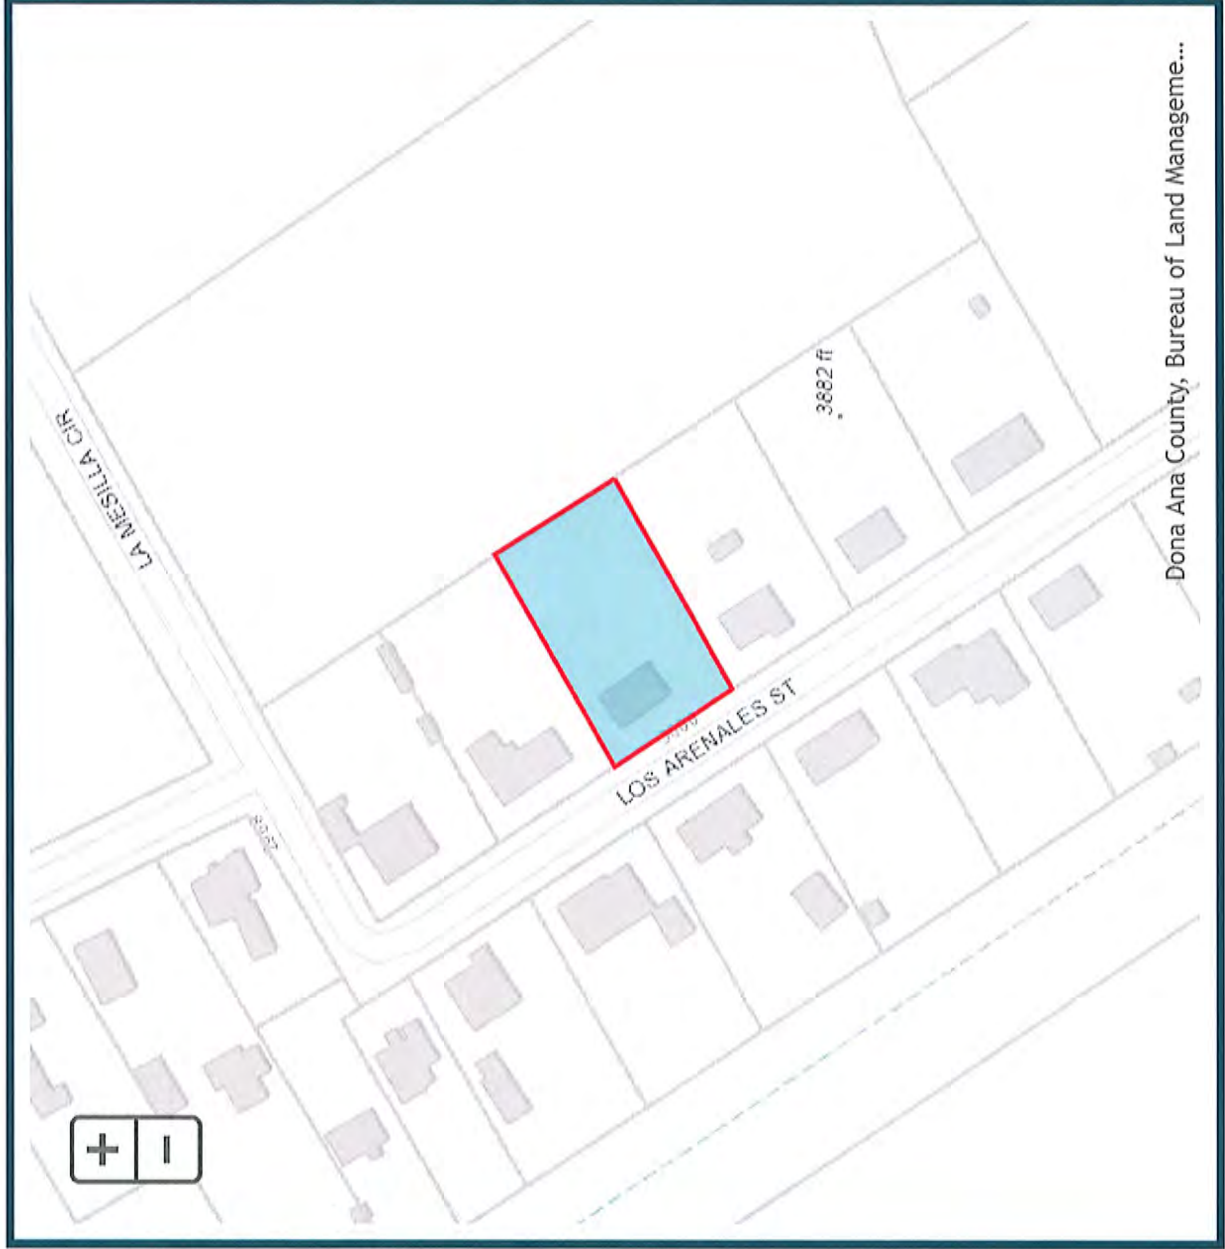 LA MESILLA CIR
3882 ft
LOS ARENALES ST
Dona Ana County, Bureau of Land Manageme...
+
−